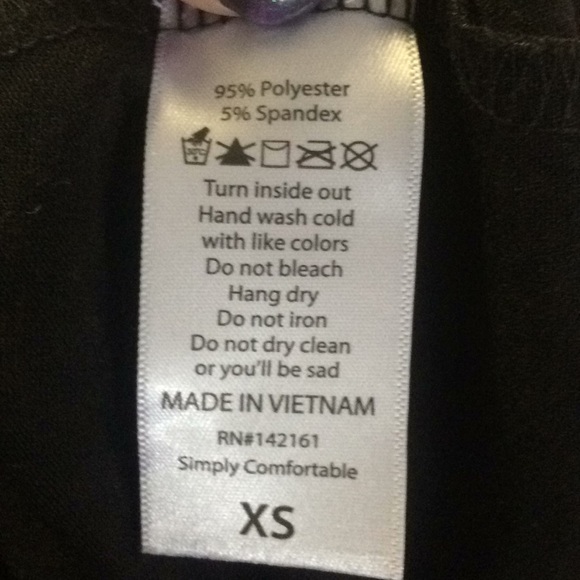 95% Polyester
5% Spandex
Turn inside out
Hand wash cold
with like colors
Do not bleach
Hang dry
Do not iron
Do not dry clean
or you'll be sad
MADE IN VIETNAM
RN#142161
Simply Comfortable
XS